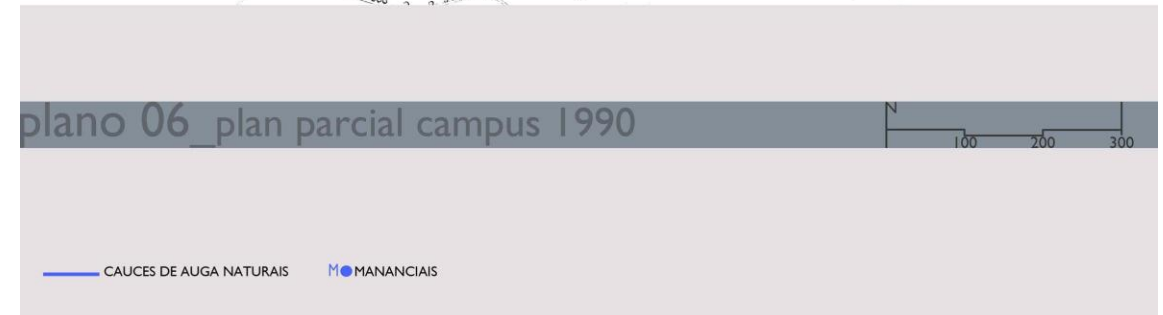 plano 06_plan parcial campus 1990
N
100 200 300
CAUCES DE AUGA NATURAIS M MANANCIAIS